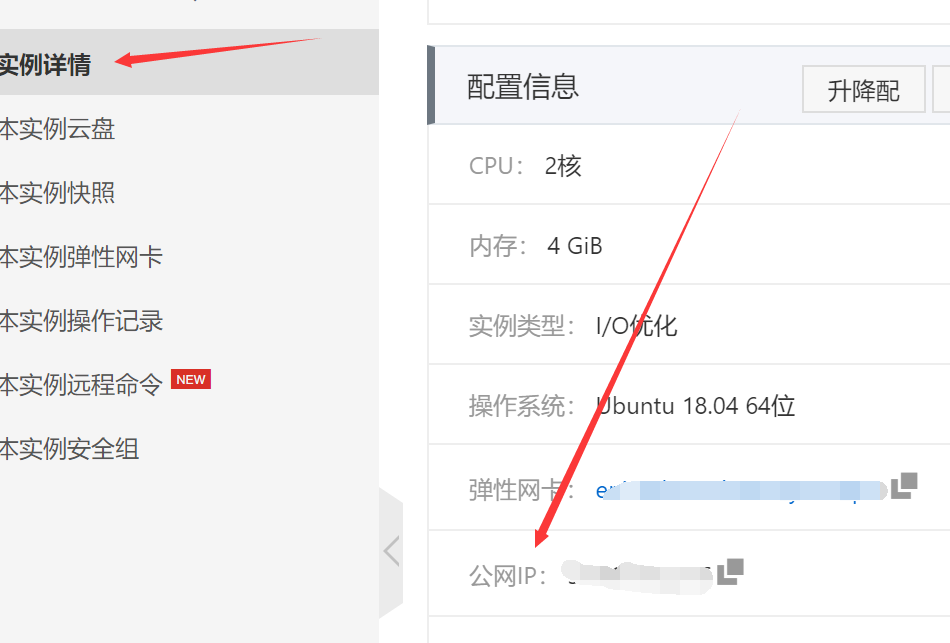 实例详情
本实例云盘
本实例快照
本实例弹性网卡
本实例操作记录
本实例远程命令 NEW
本实例安全组
配置信息
升降配
CPU： 2核
内存： 4 GiB
实例类型： I/O优化
操作系统： Ubuntu 18.04 64位
弹性网卡：
公网IP：